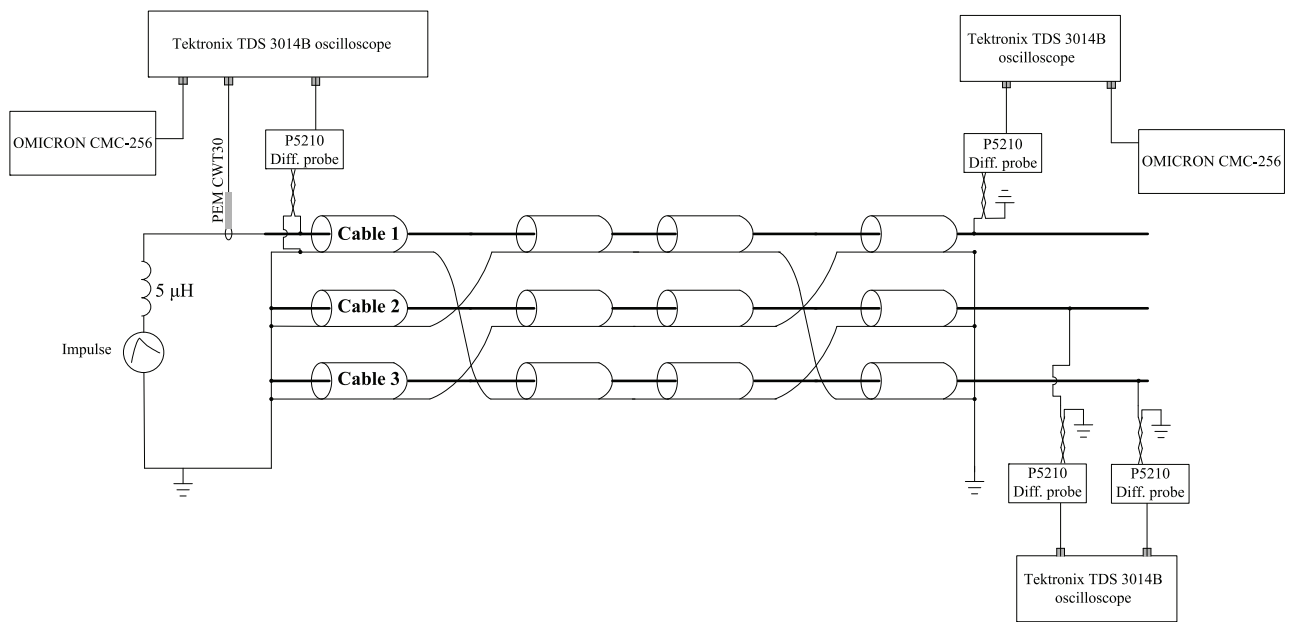 Tektronix TDS 3014B oscilloscope
Tektronix TDS 3014B
oscilloscope
OMICRON CMC-256
PEM CWT30
P5210
Diff. probe
P5210
Diff. probe
OMICRON CMC-256
Cable 1
5 μH
Cable 2
Impulse
Cable 3
P5210
Diff. probe
P5210
Diff. probe
Tektronix TDS 3014B
oscilloscope